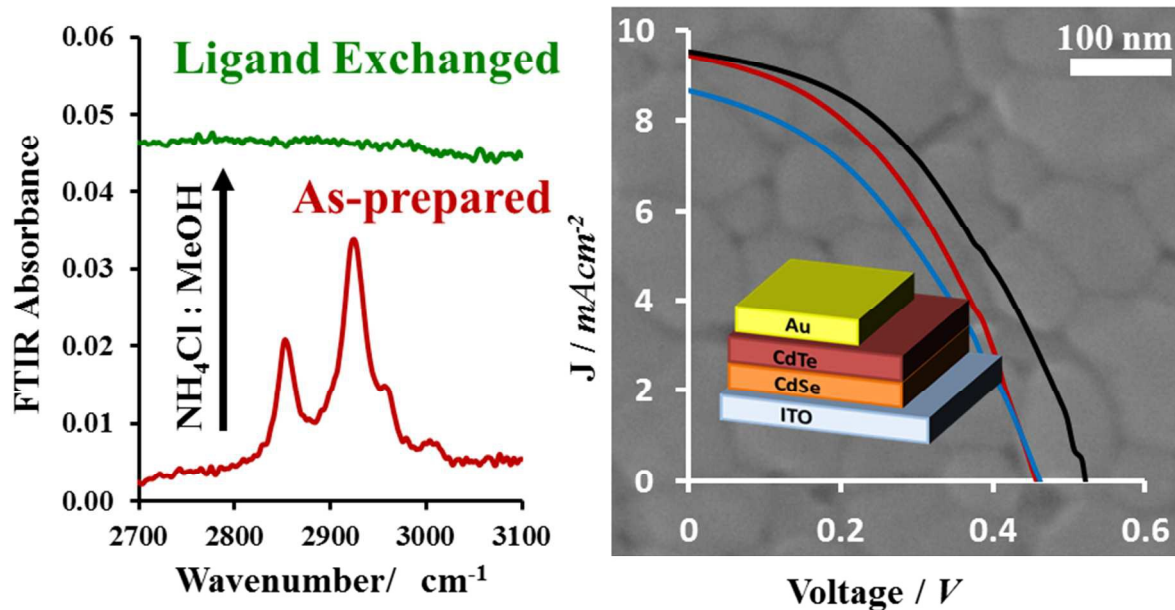 FTIR Absorbance
0.06
0.05
0.04
0.03
0.02
0.01
0.00
Ligand Exchanged
NH₄Cl : MeOH
As-prepared
2700 2800 2900 3000 3100
Wavenumber/ cm⁻¹
J / mAcm⁻²
10
8
6
4
2
0
100 nm
Au
CdTe
CdSe
ITO
0 0.2 0.4 0.6
Voltage / V